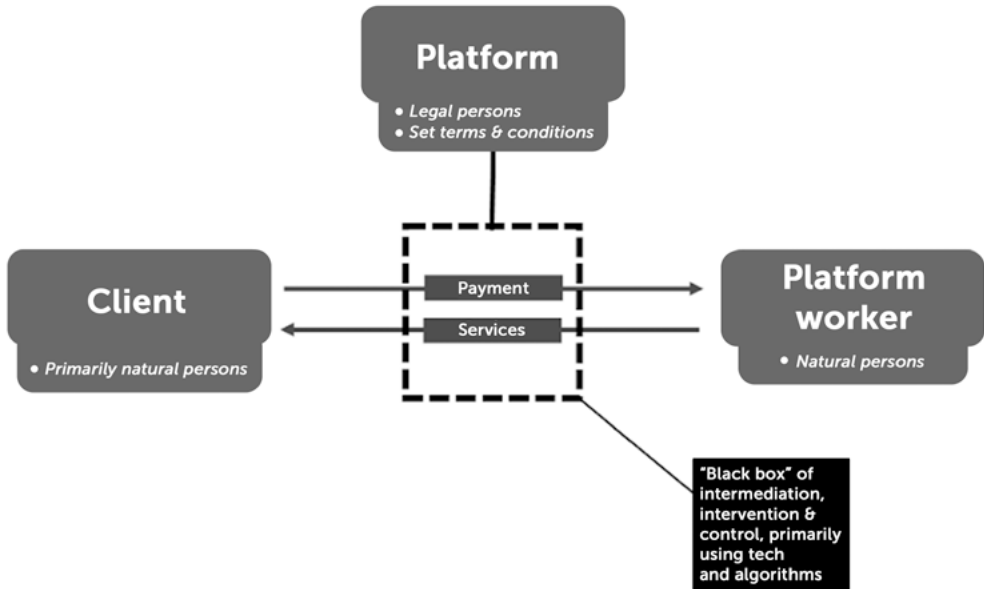 Platform
• Legal persons
• Set terms & conditions
Client
• Primarily natural persons
Payment
Services
Platform
worker
• Natural persons
"Black box" of
intermediation,
intervention &
control, primarily
using tech
and algorithms